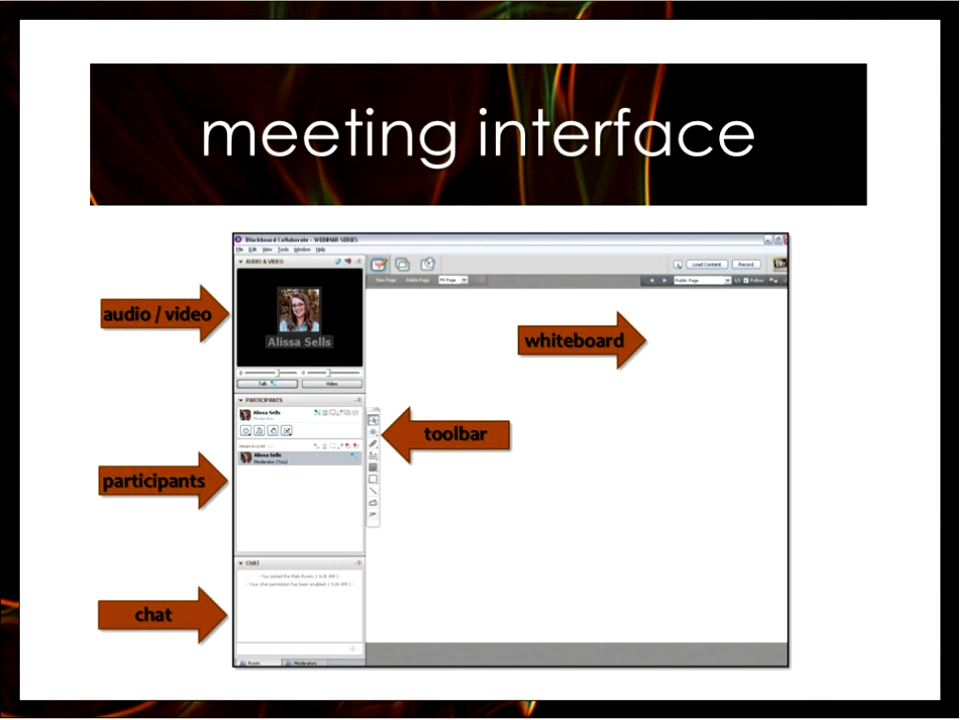 meeting interface
Blackboard Collaborate - WEBINAR SERIES
File Edit View Tools Window Help
AUDIO & VIDEO
Load Content Record
New Page Delete Page Fit Page
Public Page 1/1 Follow
audio / video
Alissa Sells
whiteboard
Talk Video
PARTICIPANTS
Alissa Sells
Moderator
toolbar
MAIN ROOM
Alissa Sells
Moderator (You)
participants
CHAT
- You joined the Main Room. ( 9:26 AM ) -
- Your chat permission has been enabled. ( 9:26 AM ) -
chat
Room Moderators